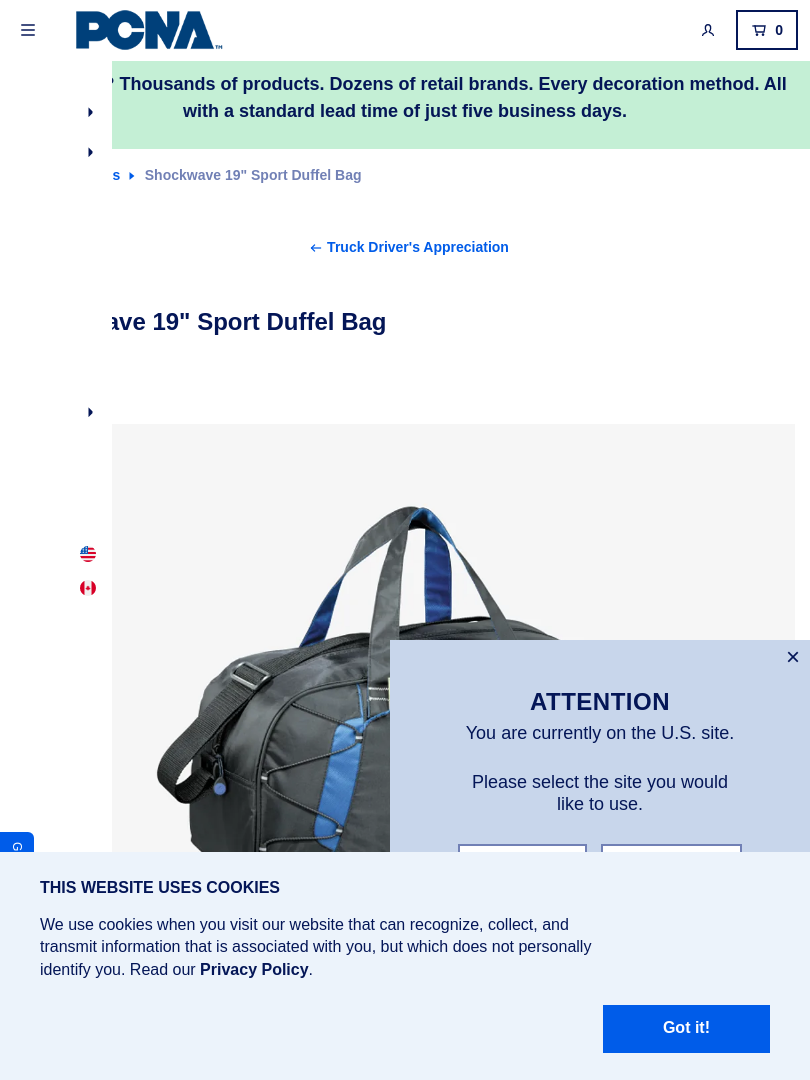 PCNA™
0
? Thousands of products. Dozens of retail brands. Every decoration method. All
with a standard lead time of just five business days.
s
Shockwave 19" Sport Duffel Bag
Truck Driver's Appreciation
ave 19" Sport Duffel Bag
ATTENTION
You are currently on the U.S. site.
Please select the site you would
like to use.
G
THIS WEBSITE USES COOKIES
We use cookies when you visit our website that can recognize, collect, and
transmit information that is associated with you, but which does not personally
identify you. Read our Privacy Policy.
Got it!